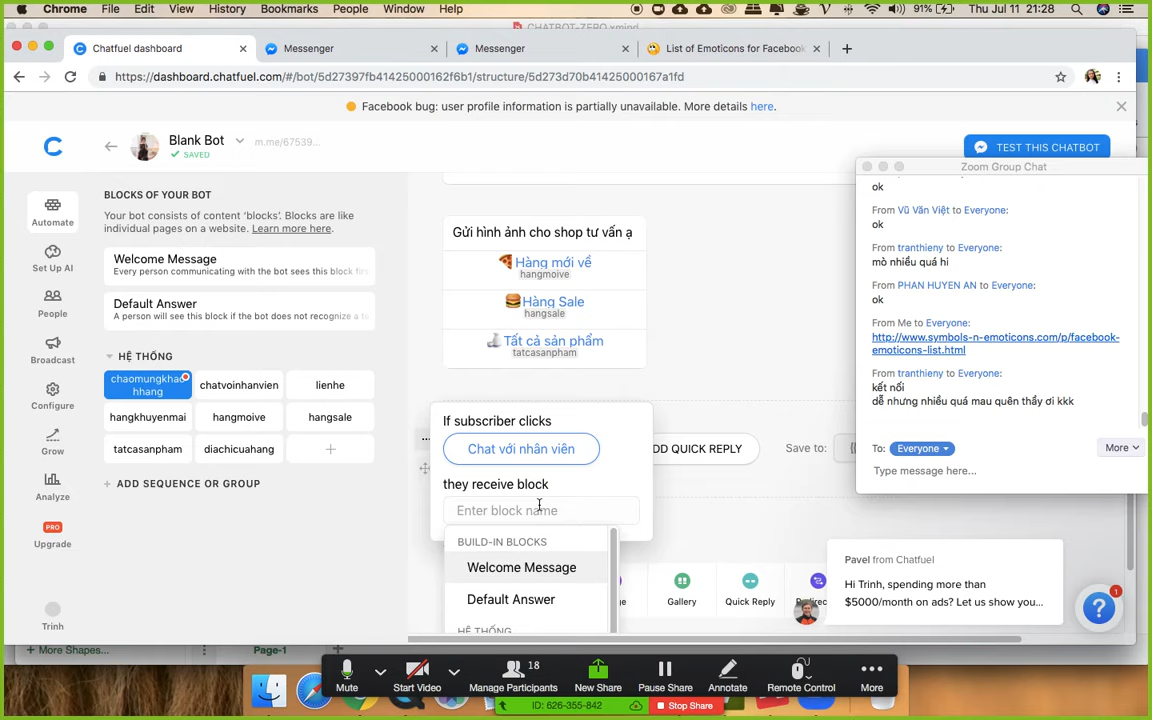 Chrome File Edit View History Bookmarks People Window Help
91% Thu Jul 11 21:28
CHATBOT-ZERO.xmind
Chatfuel dashboard
Messenger
Messenger
List of Emoticons for Facebook
https://dashboard.chatfuel.com/#/bot/5d27397fb41425000162f6b1/structure/5d273d70b41425000167a1fd
Facebook bug: user profile information is partially unavailable. More details here.
Blank Bot
m.me/67539...
SAVED
TEST THIS CHATBOT
Automate
Set Up AI
People
Broadcast
Configure
Grow
Analyze
PRO
Upgrade
Trinh
BLOCKS OF YOUR BOT
Your bot consists of content 'blocks'. Blocks are like
individual pages on a website. Learn more here.
Welcome Message
Every person communicating with the bot sees this block
Default Answer
A person will see this block if the bot does not recognize a
HỆ THỐNG
chaomungkhac
hhang
chatvoinhanvien
lienhe
hangkhuyenmai
hangmoive
hangsale
tatcasanpham
diachicuahang
+
+ ADD SEQUENCE OR GROUP
Gửi hình ảnh cho shop tư vấn ạ
Hàng mới về
hangmoive
Hàng Sale
hangsale
Tất cả sản phẩm
tatcasanpham
If subscriber clicks
Chat với nhân viên
they receive block
Enter block name
BUILD-IN BLOCKS
Welcome Message
Default Answer
HỆ THỐNG
DD QUICK REPLY
Save to:
Gallery
Quick Reply
Zoom Group Chat
ok
From Vũ Văn Việt to Everyone:
ok
From tranthieny to Everyone:
mò nhiều quá hi
From PHAN HUYEN AN to Everyone:
ok
From Me to Everyone:
http://www.symbols-n-emoticons.com/p/facebook-
emoticons-list.html
From tranthieny to Everyone:
kết nối
dễ nhưng nhiều quá mau quên thầy ơi kkk
To: Everyone
More
Type message here...
Pavel from Chatfuel
Hi Trinh, spending more than
$5000/month on ads? Let us show you...
?
1
+ More Shapes...
Page-1
Mute
Start Video
18
Manage Participants
New Share
Pause Share
Annotate
Remote Control
More
ID: 626-355-842
Stop Share